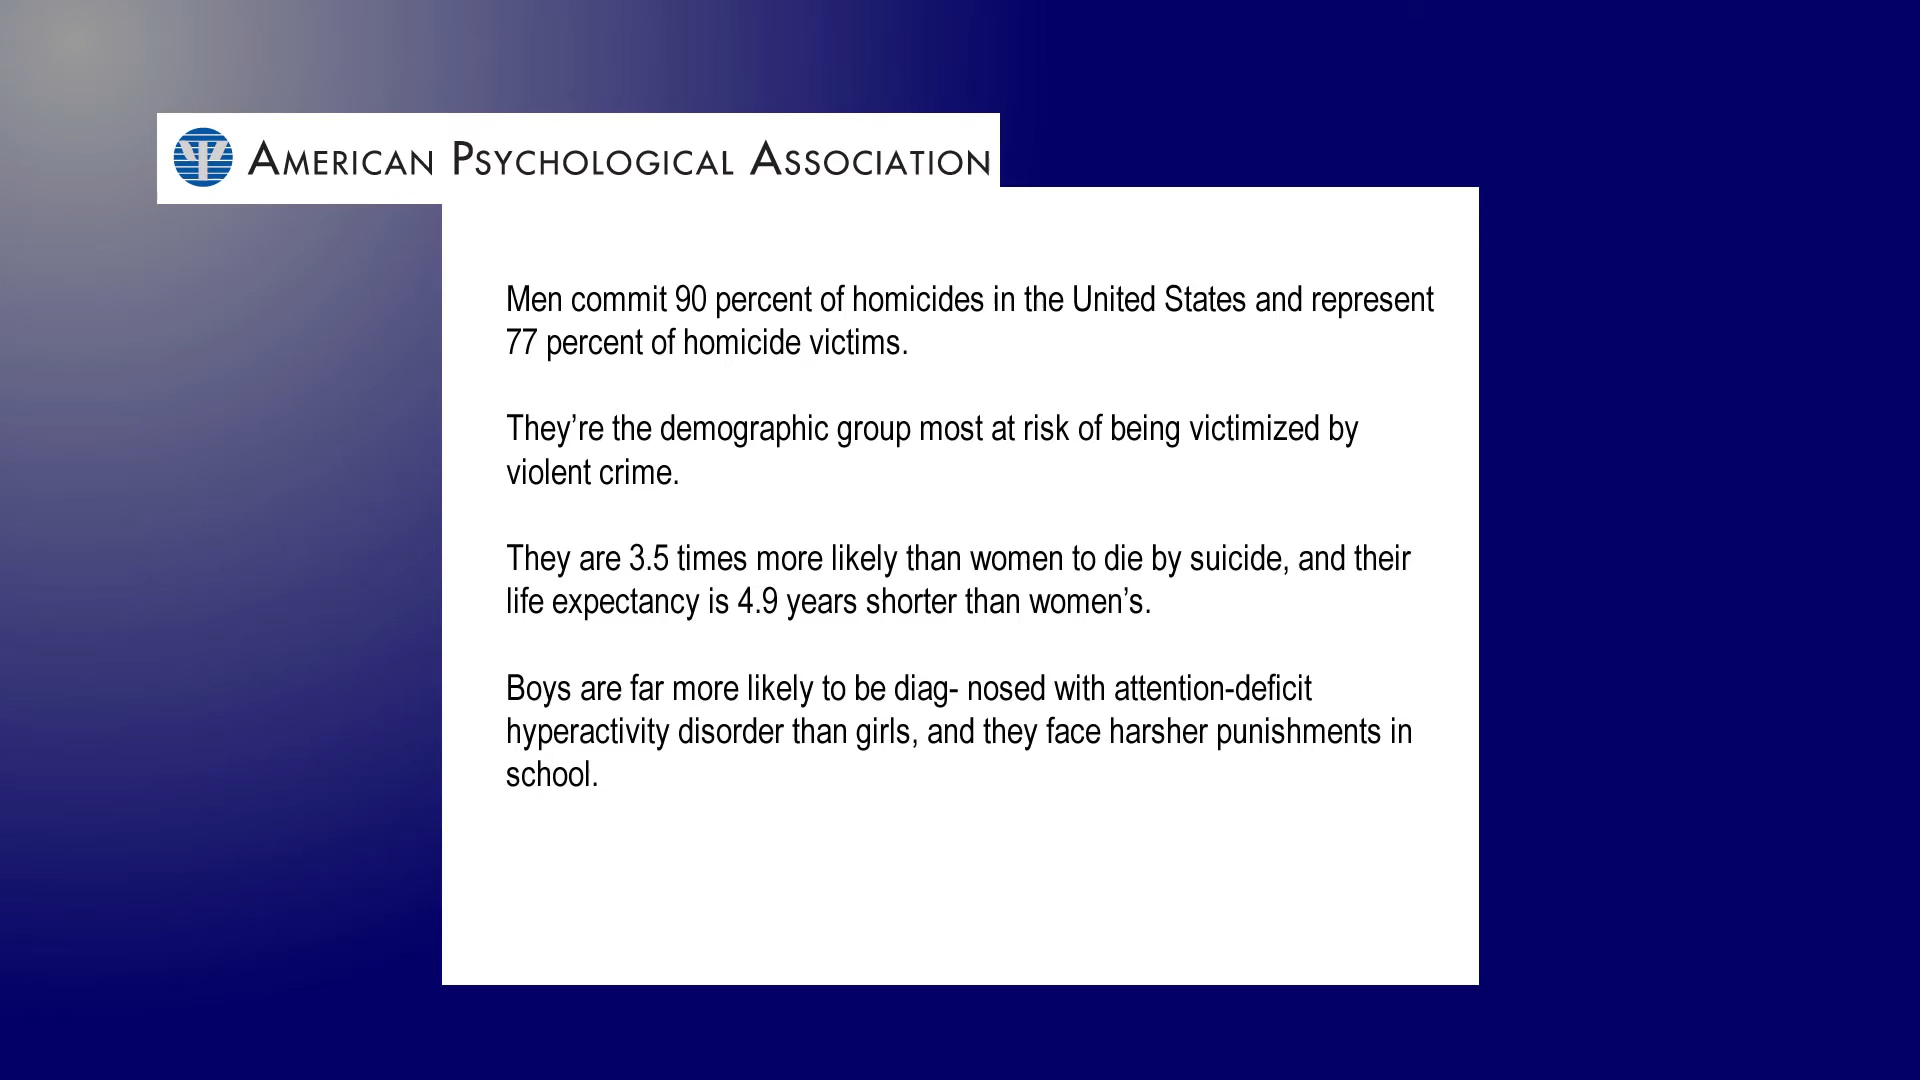 AMERICAN PSYCHOLOGICAL ASSOCIATION
Men commit 90 percent of homicides in the United States and represent
77 percent of homicide victims.
They’re the demographic group most at risk of being victimized by
violent crime.
They are 3.5 times more likely than women to die by suicide, and their
life expectancy is 4.9 years shorter than women’s.
Boys are far more likely to be diag- nosed with attention-deficit
hyperactivity disorder than girls, and they face harsher punishments in
school.